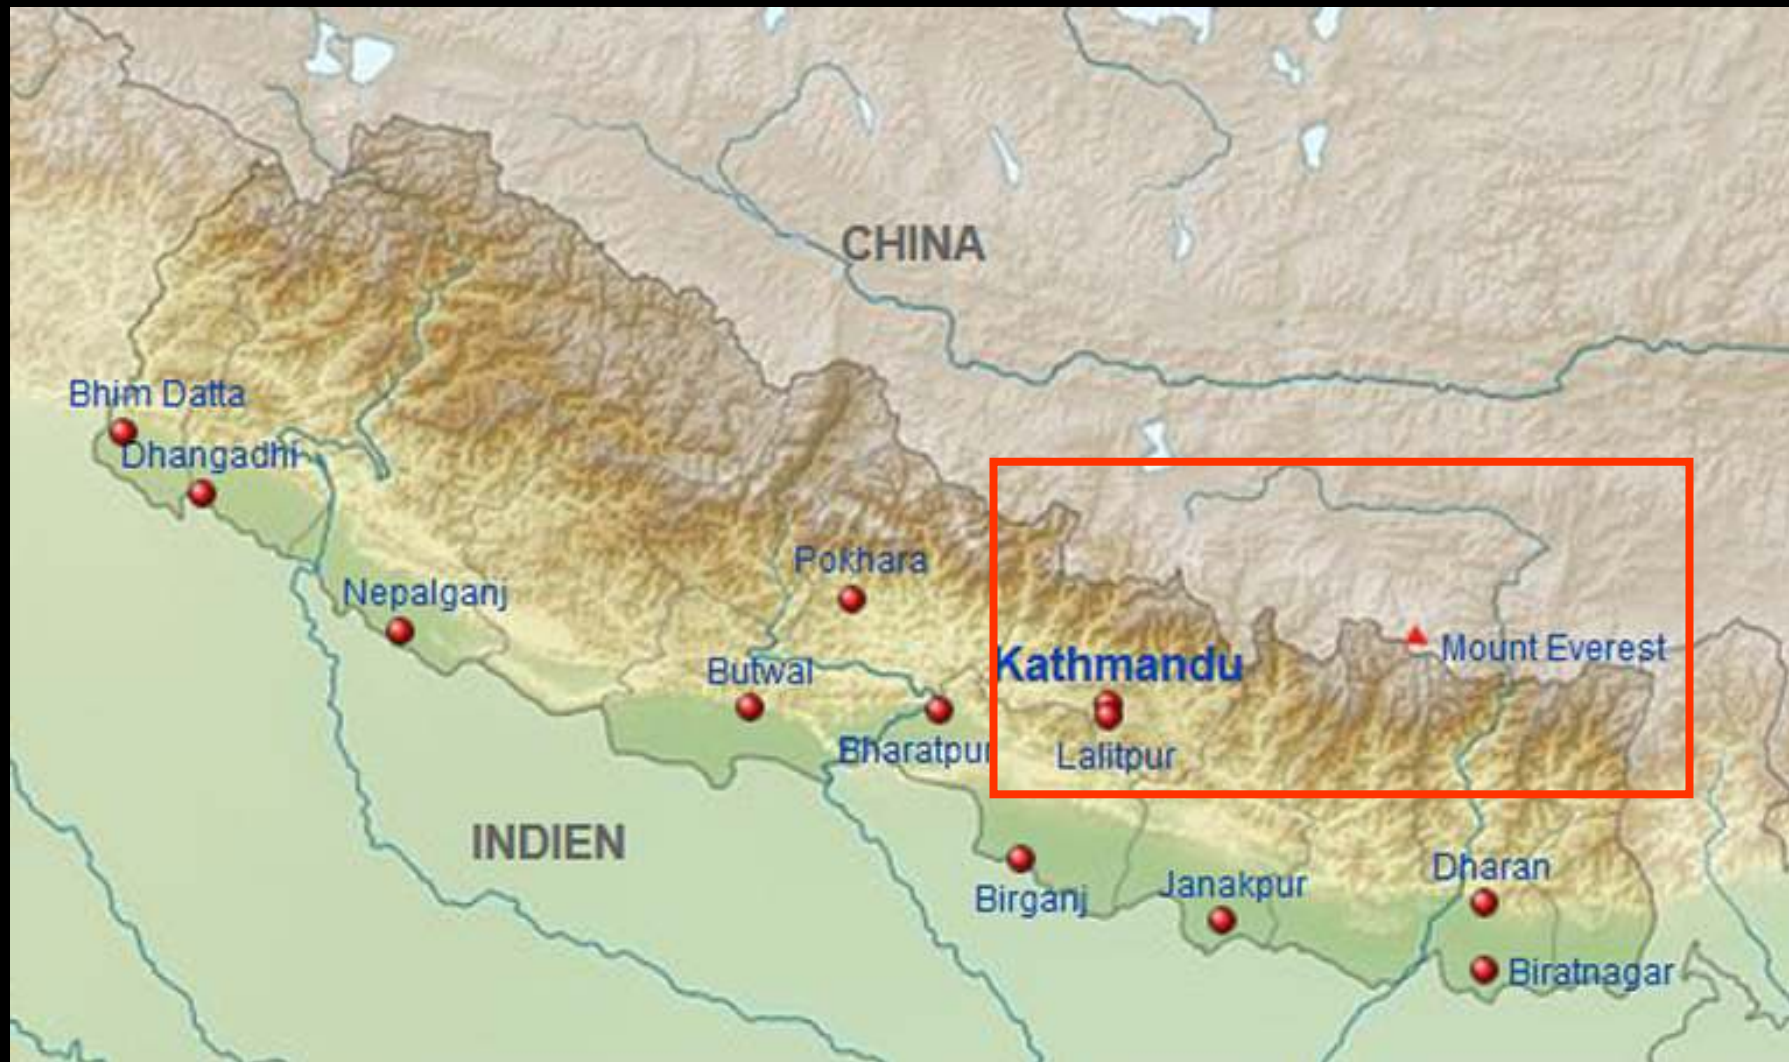 CHINA
Bhim Datta
Dhangadhi
Pokhara
Nepalganj
Mount Everest
Kathmandu
Butwal
Bharatpur
Lalitpur
INDIEN
Dharan
Janakpur
Birganj
Biratnagar